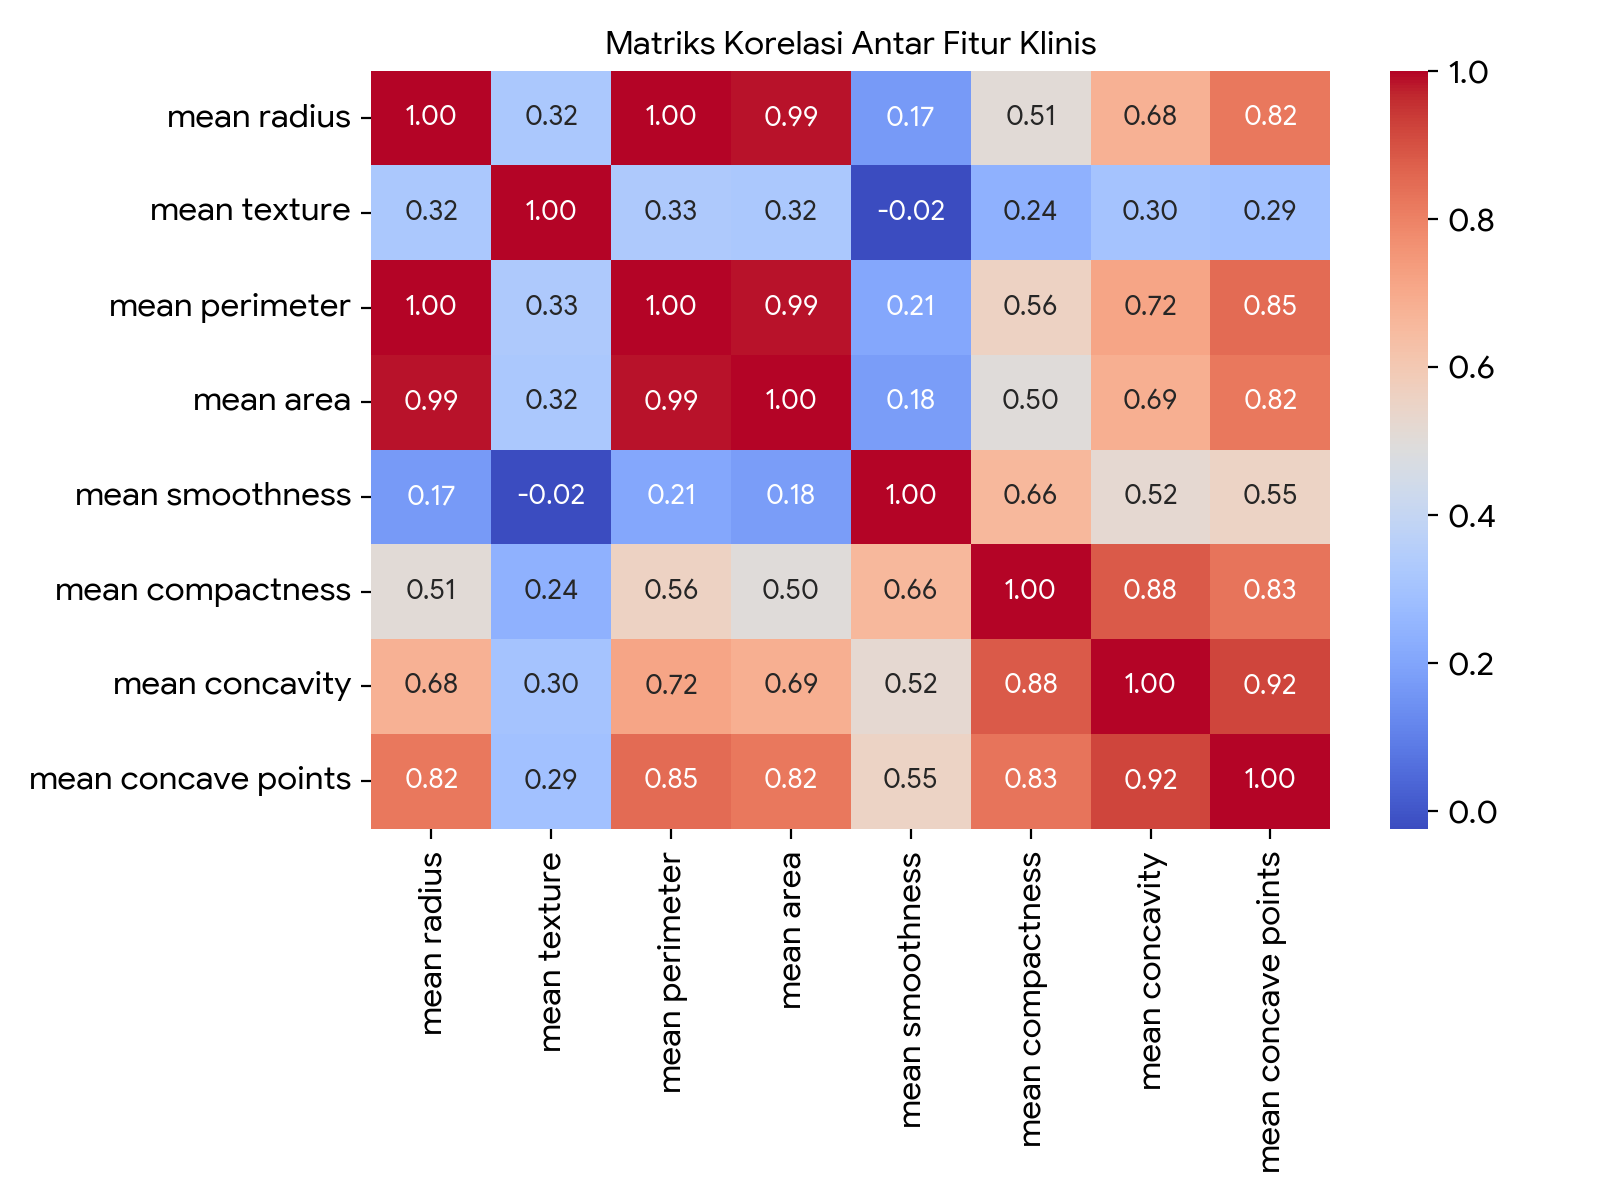 Matriks Korelasi Antar Fitur Klinis
mean radius 1.00 0.32 1.00 0.99 0.17 0.51 0.68 0.82
mean texture 0.32 1.00 0.33 0.32 -0.02 0.24 0.30 0.29
mean perimeter 1.00 0.33 1.00 0.99 0.21 0.56 0.72 0.85
mean area 0.99 0.32 0.99 1.00 0.18 0.50 0.69 0.82
mean smoothness 0.17 -0.02 0.21 0.18 1.00 0.66 0.52 0.55
mean compactness 0.51 0.24 0.56 0.50 0.66 1.00 0.88 0.83
mean concavity 0.68 0.30 0.72 0.69 0.52 0.88 1.00 0.92
mean concave points 0.82 0.29 0.85 0.82 0.55 0.83 0.92 1.00
mean radius
mean texture
mean perimeter
mean area
mean smoothness
mean compactness
mean concavity
mean concave points
1.0
0.8
0.6
0.4
0.2
0.0